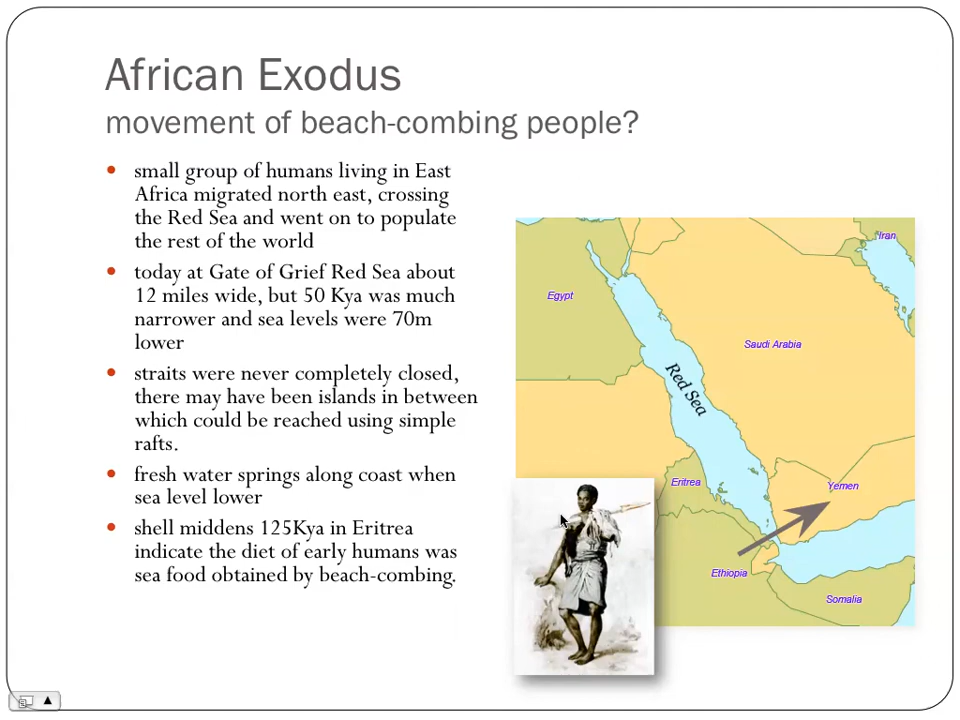 African Exodus
movement of beach-combing people?
small group of humans living in East
Africa migrated north east, crossing
the Red Sea and went on to populate
the rest of the world
today at Gate of Grief Red Sea about
12 miles wide, but 50 Kya was much
narrower and sea levels were 70m
lower
straits were never completely closed,
there may have been islands in between
which could be reached using simple
rafts.
fresh water springs along coast when
sea level lower
shell middens 125Kya in Eritrea
indicate the diet of early humans was
sea food obtained by beach-combing.
Iran
Egypt
Saudi Arabia
Red Sea
Eritrea
Yemen
Ethiopia
Somalia